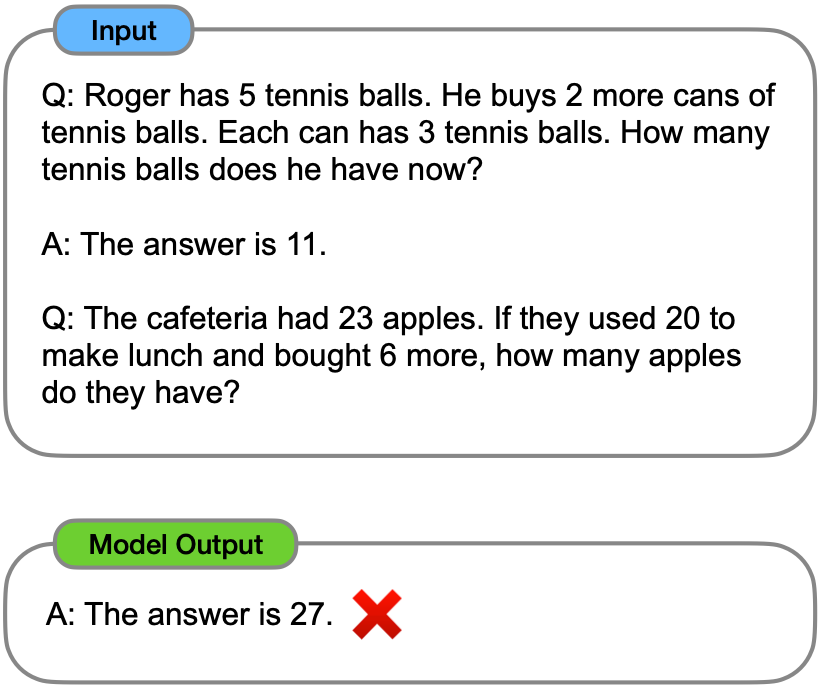 Input
Q: Roger has 5 tennis balls. He buys 2 more cans of
tennis balls. Each can has 3 tennis balls. How many
tennis balls does he have now?
A: The answer is 11.
Q: The cafeteria had 23 apples. If they used 20 to
make lunch and bought 6 more, how many apples
do they have?
Model Output
A: The answer is 27.